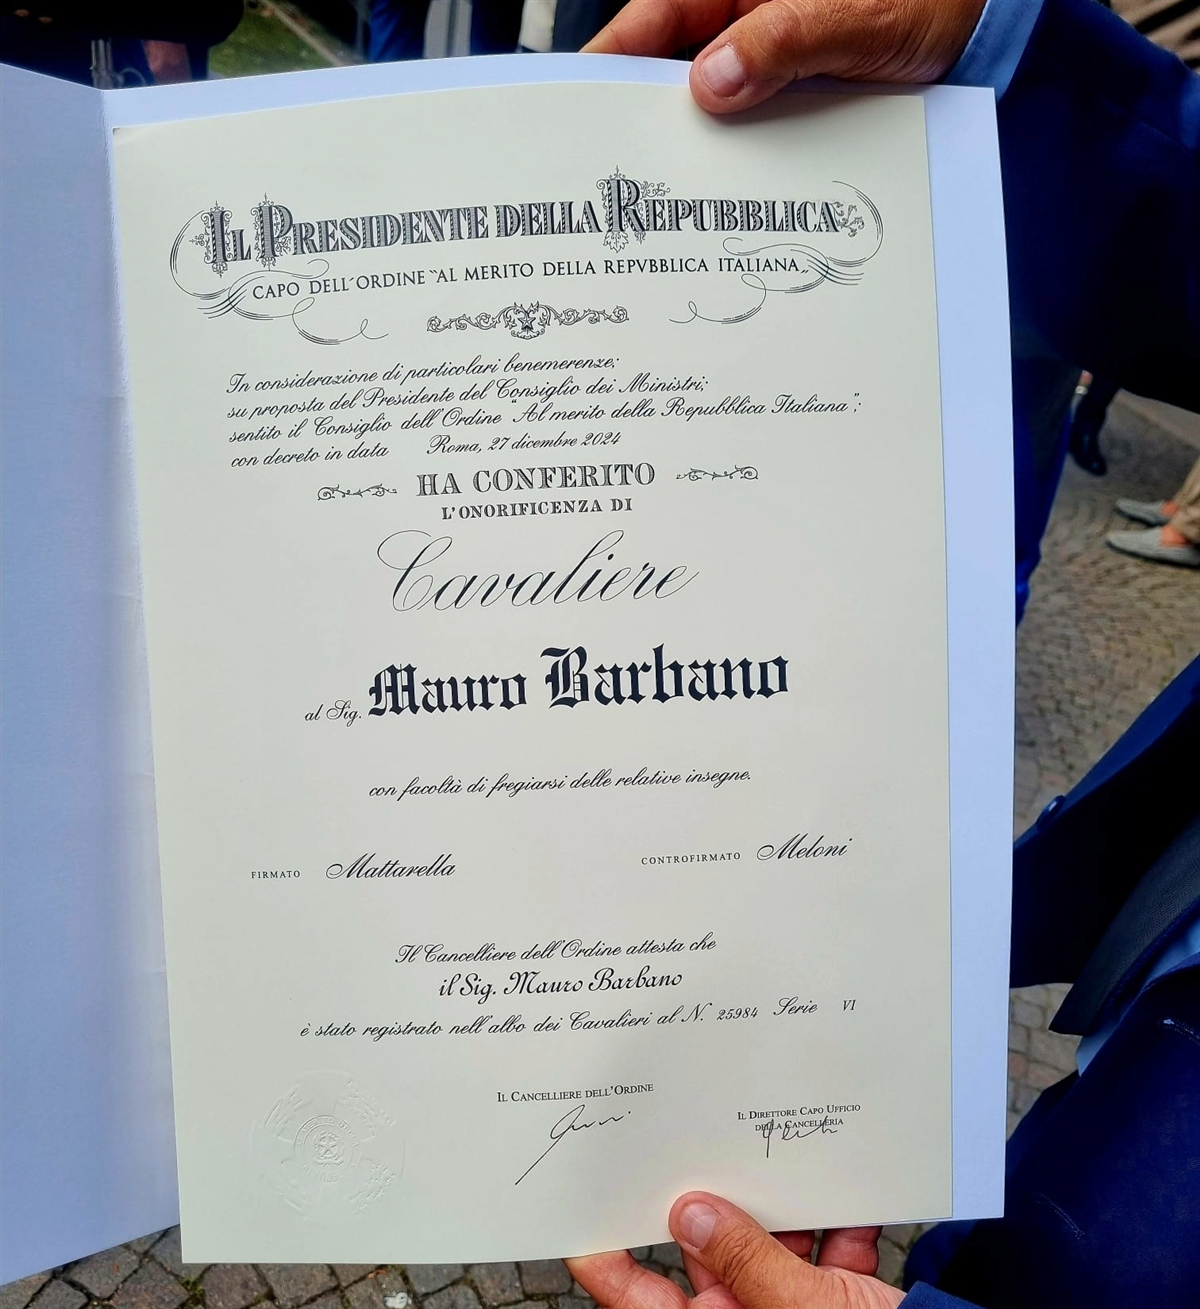 IL PRESIDENTE DELLA REPUBBLICA
CAPO DELL'ORDINE "AL MERITO DELLA REPVBBLICA ITALIANA„
In considerazione di particolari benemerenze;
su proposta del Presidente del Consiglio dei Ministri;
sentito il Consiglio dell'Ordine "Al merito della Repubblica Italiana";
con decreto in data Roma, 27 dicembre 2024
HA CONFERITO
L'ONORIFICENZA DI
Cavaliere
al Sig. Mauro Barbano
con facoltà di fregiarsi delle relative insegne.
FIRMATO Mattarella CONTROFIRMATO Meloni
Il Cancelliere dell'Ordine attesta che
il Sig. Mauro Barbano
è stato registrato nell'albo dei Cavalieri al N. 25984 Serie VI
IL CANCELLIERE DELL'ORDINE
IL DIRETTORE CAPO UFFICIO
DELLA CANCELLERIA